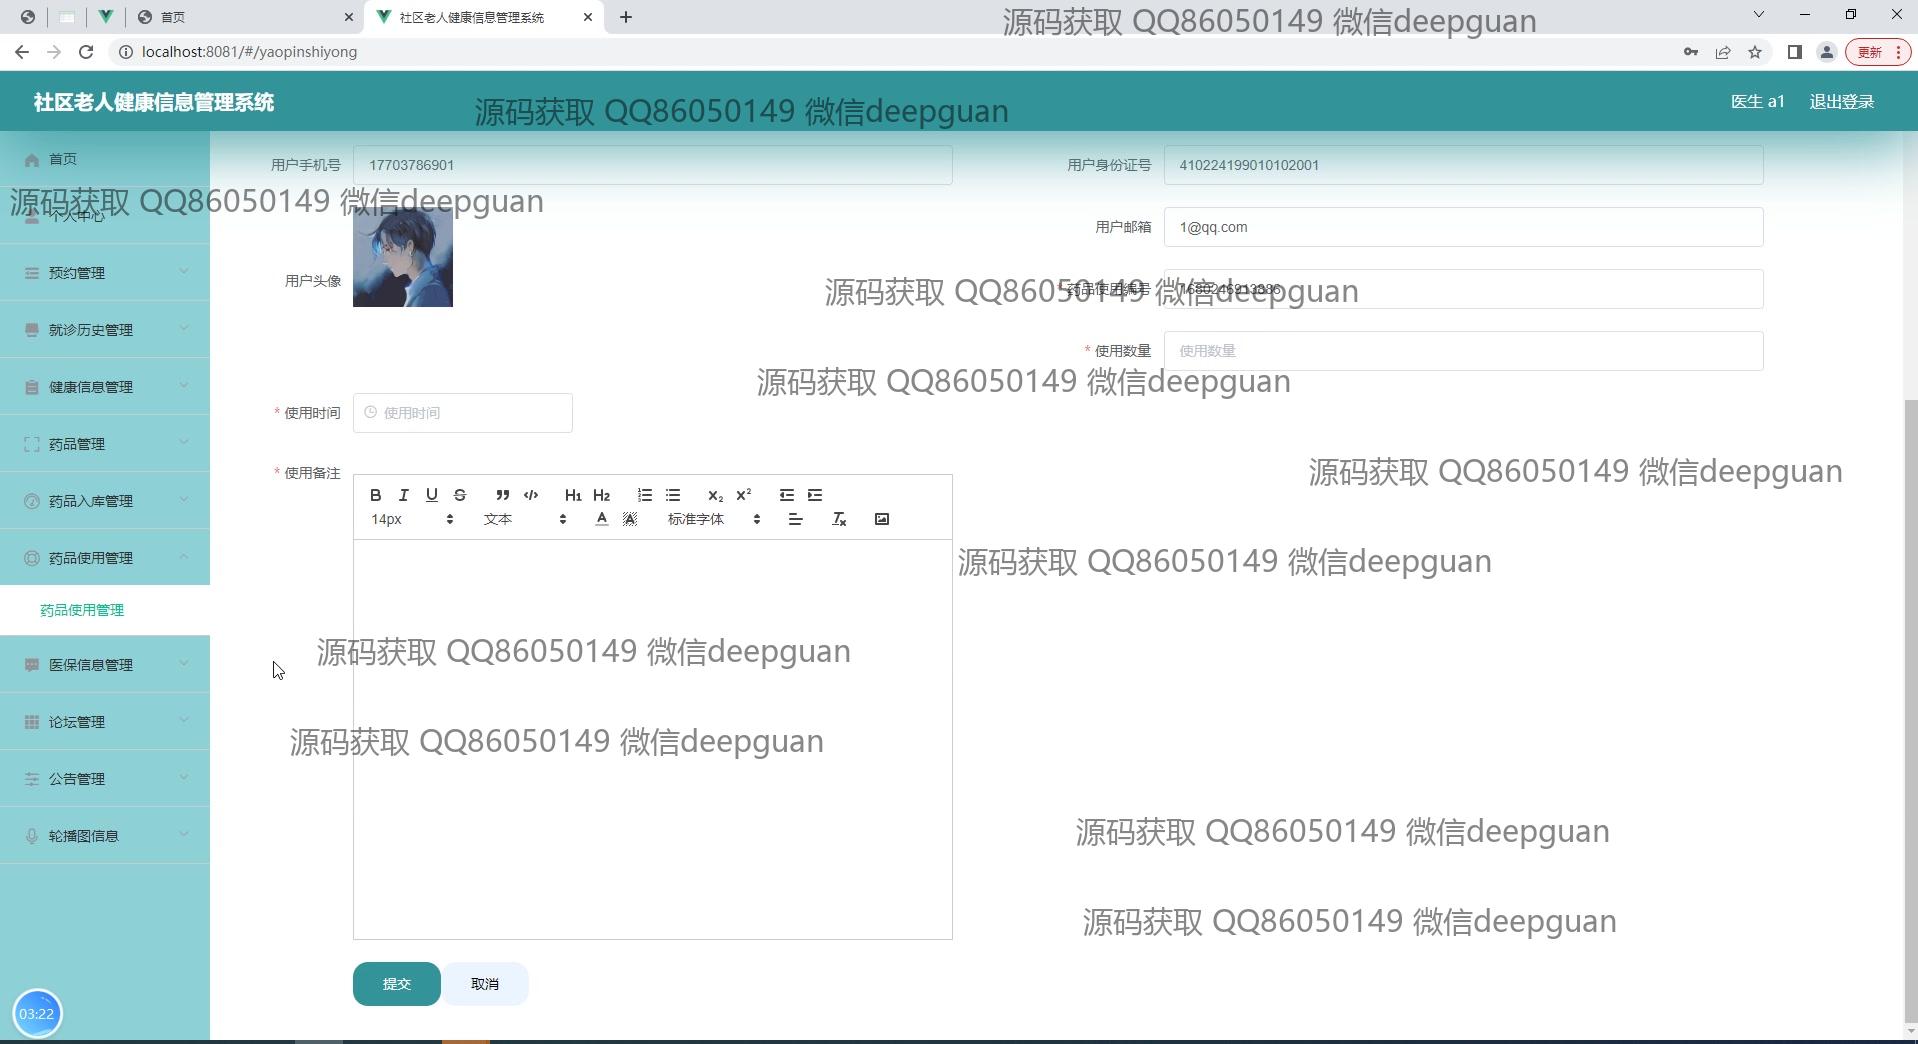 首页
社区老人健康信息管理系统
源码获取 QQ86050149 微信deepguan
localhost:8081/#/yaopinshiyong
更新
社区老人健康信息管理系统
源码获取 QQ86050149 微信deepguan
医生 a1
退出登录
首页
用户手机号
17703786901
用户身份证号
410224199010102001
源码获取 QQ86050149 微信deepguan
个人中心
用户邮箱
1@qq.com
预约管理
用户头像
源码获取 QQ86050149 微信deepguan
* 药品使用编号
1680246913886
就诊历史管理
* 使用数量
使用数量
健康信息管理
源码获取 QQ86050149 微信deepguan
* 使用时间
使用时间
药品管理
* 使用备注
源码获取 QQ86050149 微信deepguan
药品入库管理
B I U S ” </> H1 H2 X2 X2
14px
文本
A A
标准字体
Tx
药品使用管理
源码获取 QQ86050149 微信deepguan
药品使用管理
医保信息管理
源码获取 QQ86050149 微信deepguan
论坛管理
源码获取 QQ86050149 微信deepguan
公告管理
轮播图信息
源码获取 QQ86050149 微信deepguan
源码获取 QQ86050149 微信deepguan
提交
取消
03:22